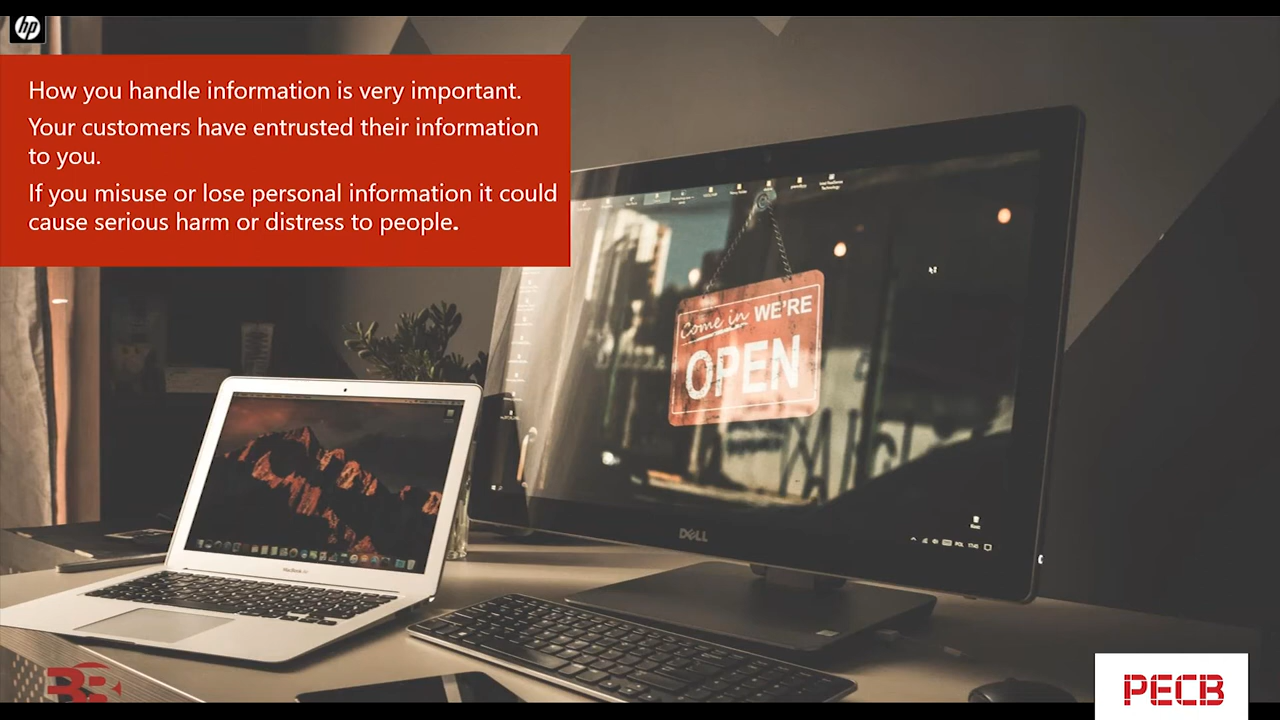 hp
How you handle information is very important.
Your customers have entrusted their information
to you.
If you misuse or lose personal information it could
cause serious harm or distress to people.
Come in WE'RE
OPEN
DELL
MacBook Air
PECB